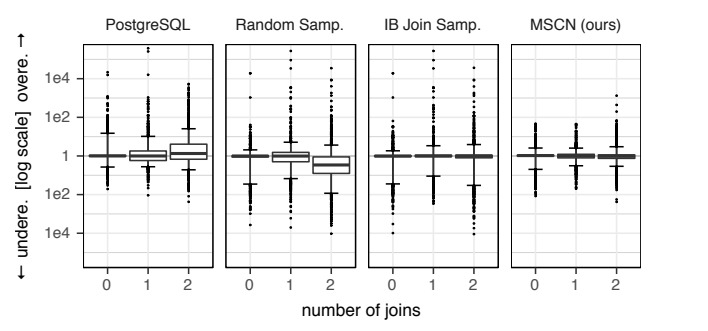 PostgreSQL Random Samp. IB Join Samp. MSCN (ours)
← undere. [log scale] overe. →
1e4
1e2
1
1e2
1e4
0 1 2 0 1 2 0 1 2 0 1 2
number of joins